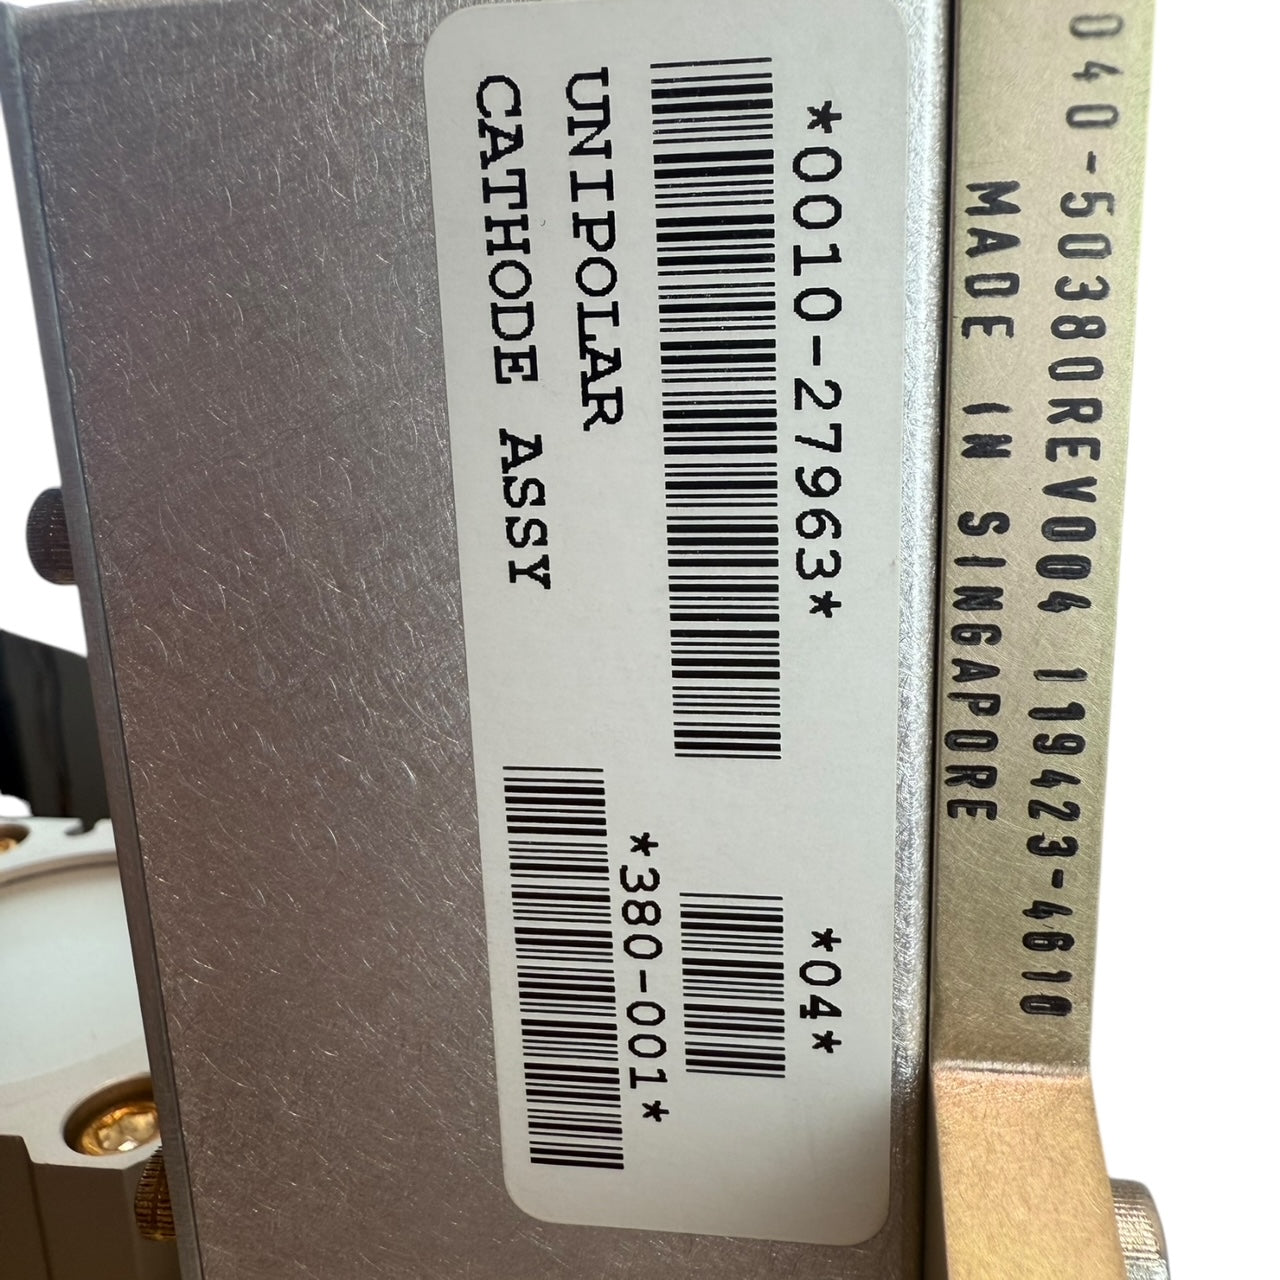 040-50380REV004 119423-4610
MADE IN SINGAPORE
*0010-27963*
*04*
UNIPOLAR
CATHODE ASSY
*380-001*